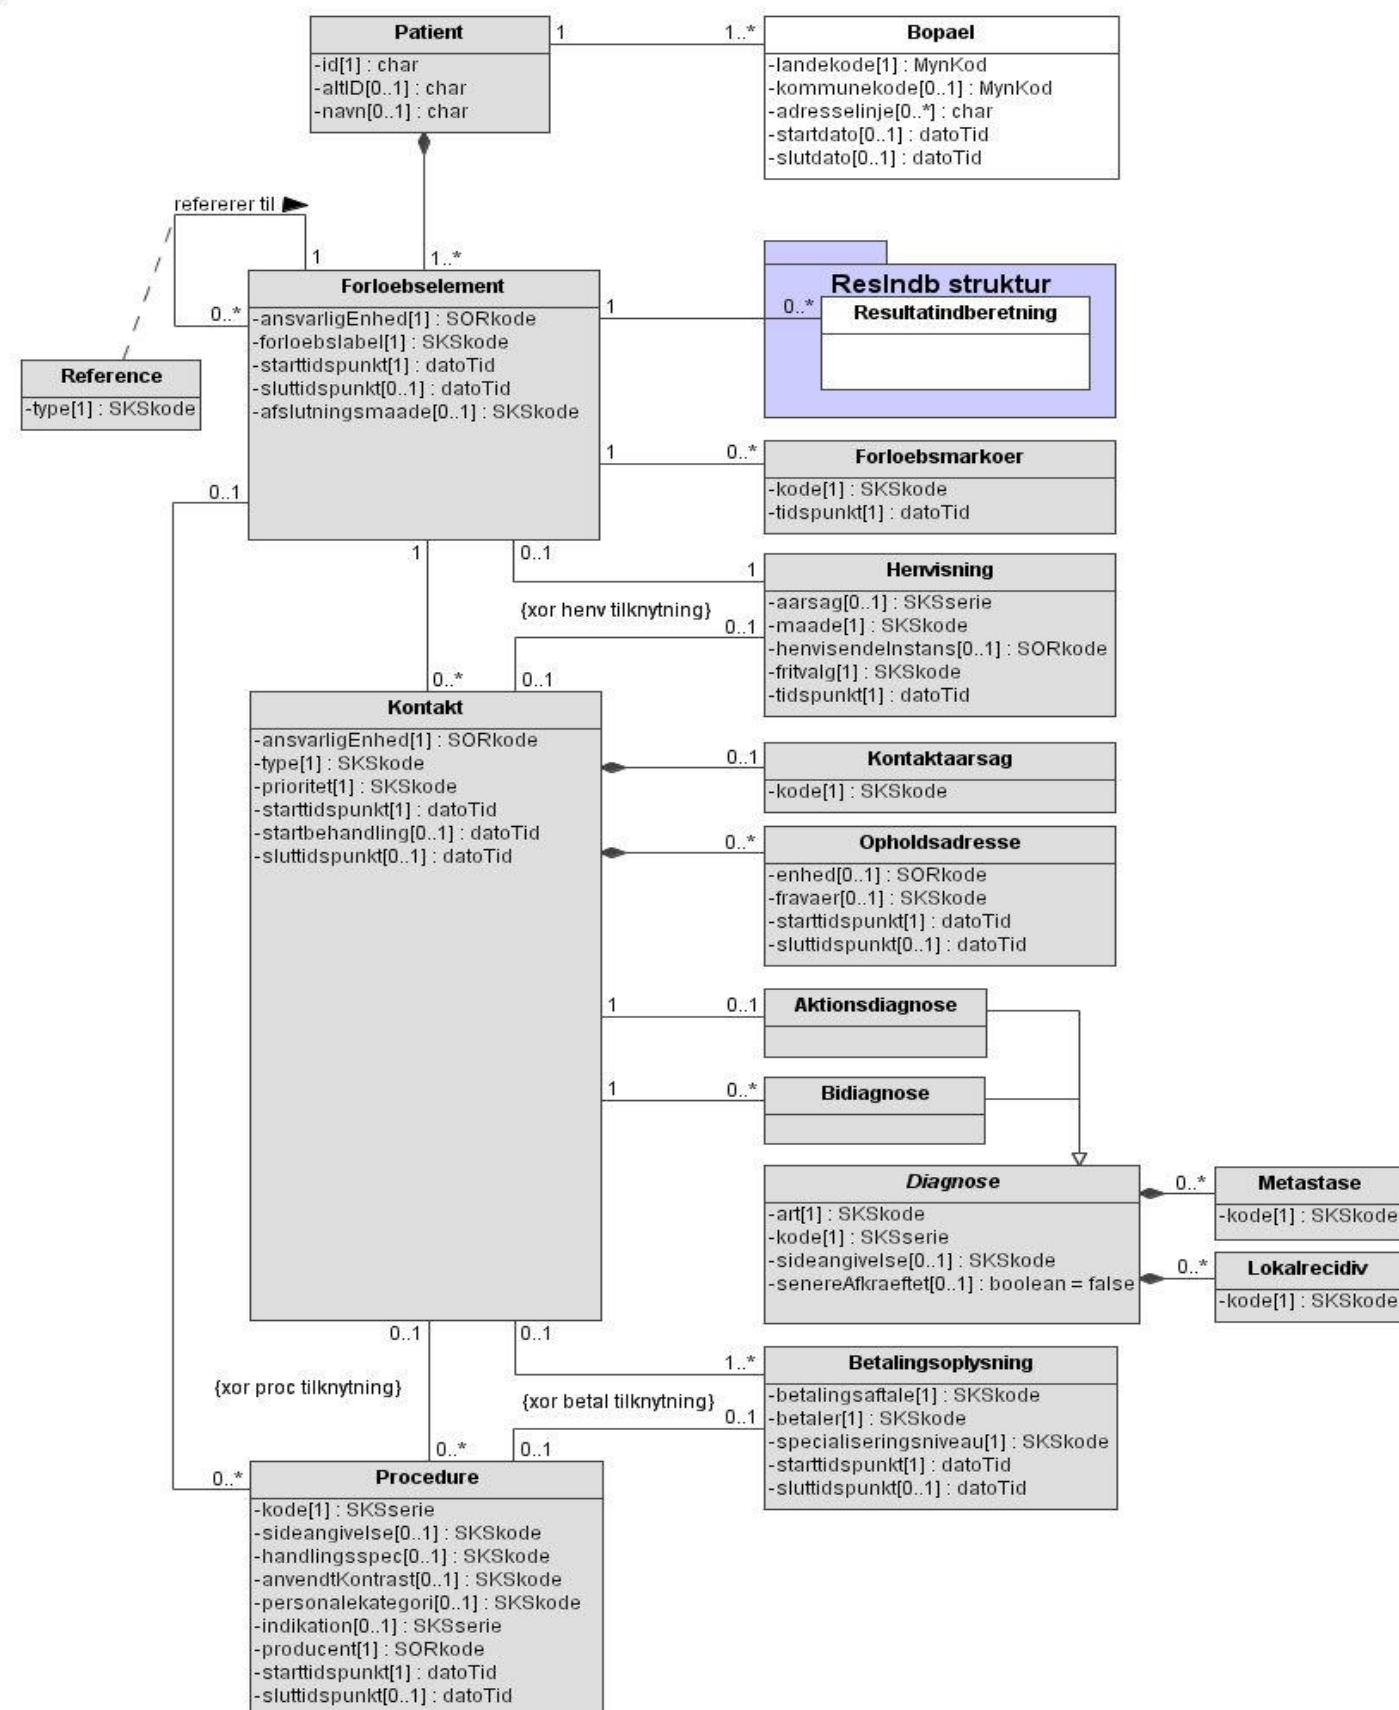 Patient
-id[1] : char
-altID[0..1] : char
-navn[0..1] : char
1
1..*
Bopael
-landekode[1] : MynKod
-kommunekode[0..1] : MynKod
-adresselinje[0..*] : char
-startdato[0..1] : datoTid
-slutdato[0..1] : datoTid
refererer til
1
1..*
0..*
Reference
-type[1] : SKSkode
Forloebselement
-ansvarligEnhed[1] : SORkode
-forloebslabel[1] : SKSkode
-starttidspunkt[1] : datoTid
-sluttidspunkt[0..1] : datoTid
-afslutningsmaade[0..1] : SKSkode
1
0..*
ResIndb struktur
Resultatindberetning
1
0..*
Forloebsmarkoer
-kode[1] : SKSkode
-tidspunkt[1] : datoTid
0..1
1
0..1
1
{xor henv tilknytning}
0..1
0..*
0..1
Henvisning
-aarsag[0..1] : SKSserie
-maade[1] : SKSkode
-henvisendeInstans[0..1] : SORkode
-fritvalg[1] : SKSkode
-tidspunkt[1] : datoTid
Kontakt
-ansvarligEnhed[1] : SORkode
-type[1] : SKSkode
-prioritet[1] : SKSkode
-starttidspunkt[1] : datoTid
-startbehandling[0..1] : datoTid
-sluttidspunkt[0..1] : datoTid
0..1
Kontaktaarsag
-kode[1] : SKSkode
0..*
Opholdsadresse
-enhed[0..1] : SORkode
-fravaer[0..1] : SKSkode
-starttidspunkt[1] : datoTid
-sluttidspunkt[0..1] : datoTid
1
0..1
Aktionsdiagnose
1
0..*
Bidiagnose
Diagnose
-art[1] : SKSkode
-kode[1] : SKSserie
-sideangivelse[0..1] : SKSkode
-senereAfkraeftet[0..1] : boolean = false
0..*
Metastase
-kode[1] : SKSkode
0..*
Lokalrecidiv
-kode[1] : SKSkode
0..1
0..1
1..*
{xor proc tilknytning}
{xor betal tilknytning}
0..1
0..*
0..1
0..*
Betalingsoplysning
-betalingsaftale[1] : SKSkode
-betaler[1] : SKSkode
-specialiseringsniveau[1] : SKSkode
-starttidspunkt[1] : datoTid
-sluttidspunkt[0..1] : datoTid
Procedure
-kode[1] : SKSserie
-sideangivelse[0..1] : SKSkode
-handlingsspec[0..1] : SKSkode
-anvendtKontrast[0..1] : SKSkode
-personalekategori[0..1] : SKSkode
-indikation[0..1] : SKSserie
-producent[1] : SORkode
-starttidspunkt[1] : datoTid
-sluttidspunkt[0..1] : datoTid